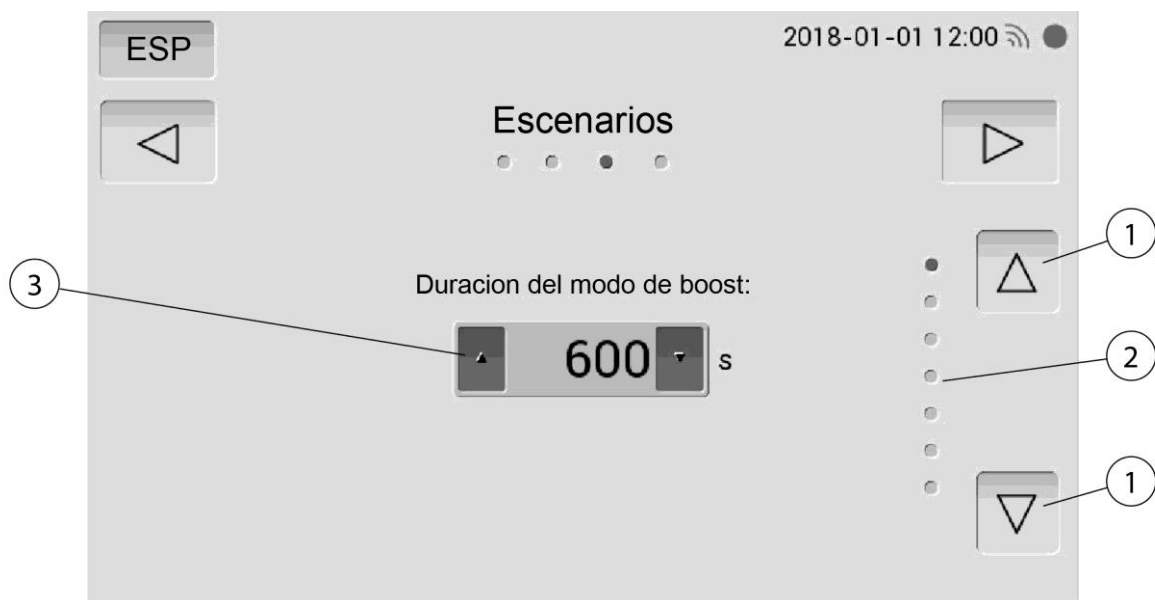 ESP
2018-01-01 12:00
Escenarios
1
3
Duracion del modo de boost:
600 s
2
1